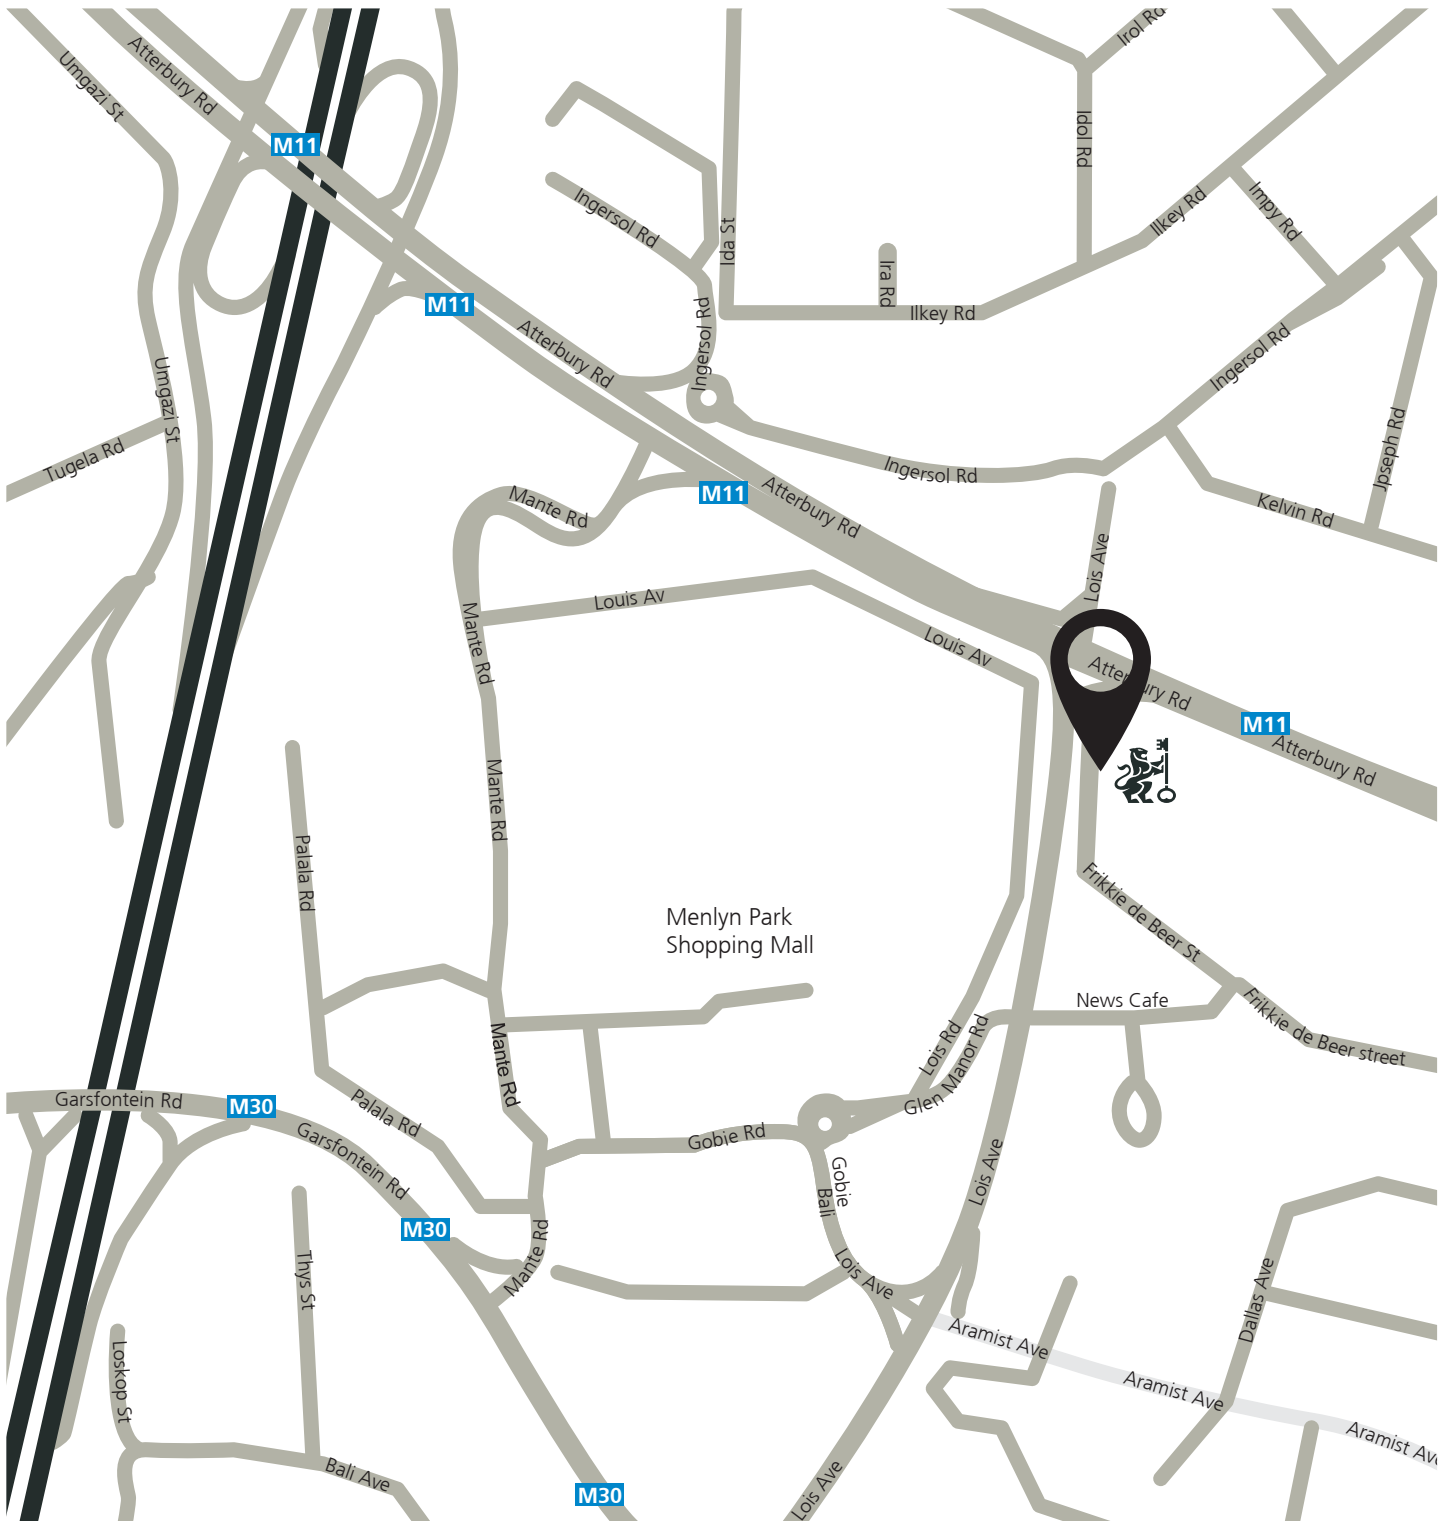 Irol Rd
Atterbury Rd
Umgazi St
M11
Idol Rd
Ingersol Rd
Ida St
Ilkey Rd
Impy Rd
Ira Rd
M11
Ilkey Rd
Ingersol Rd
Atterbury Rd
Ingersol Rd
Umgazi St
Tugela Rd
Jpseph Rd
Ingersol Rd
M11
Atterbury Rd
Mante Rd
Kelvin Rd
Lois Ave
Louis Av
Mante Rd
Louis Av
Atterbury Rd
M11
Atterbury Rd
Mante Rd
Palala Rd
Frikkie de Beer St
Menlyn Park
Shopping Mall
News Cafe
Frikkie de Beer street
Lois Rd
Manor Rd
Glen
Mante Rd
Garsfontein Rd
M30
Palala Rd
Garsfontein Rd
Gobie Rd
Gobie
Bali
Lois Ave
M30
Mante Rd
Lois Ave
Thys St
Dallas Ave
Loskop St
Aramist Ave
Aramist Ave
Aramist Ave
Bali Ave
M30
Lois Ave